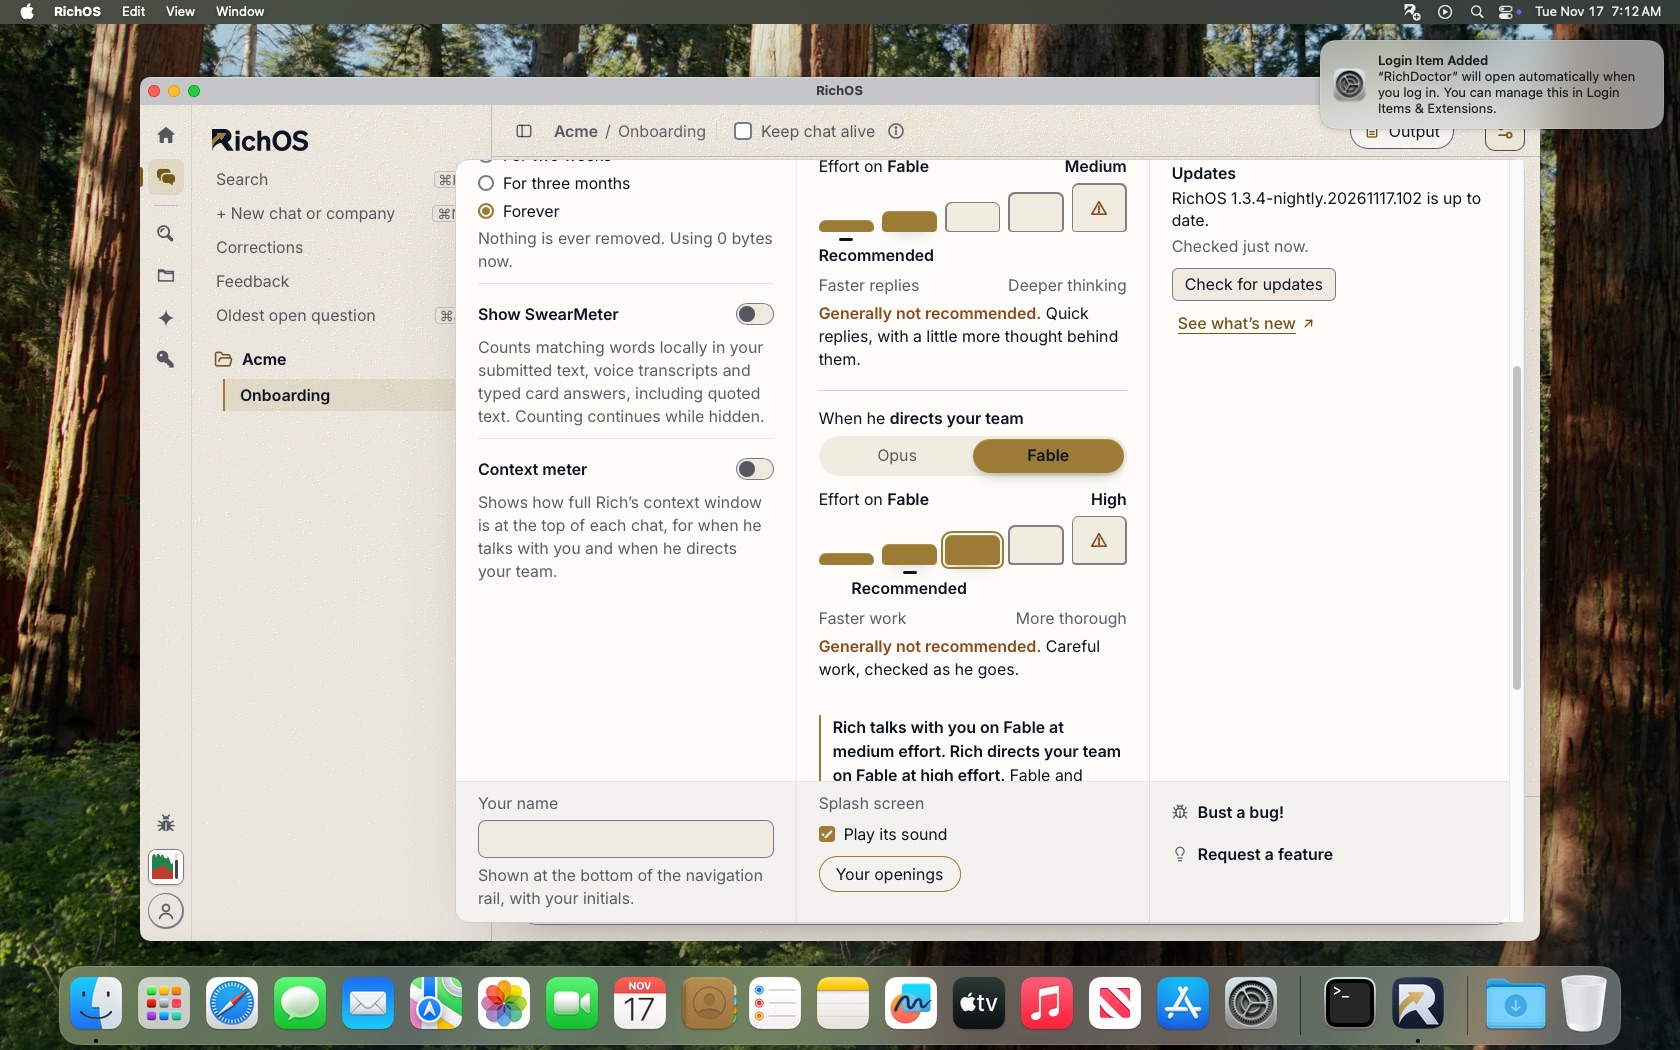 RichOS Edit View Window
Tue Nov 17 7:12 AM
Login Item Added
“RichDoctor” will open automatically when
you log in. You can manage this in Login
Items & Extensions.
RichOS
RichOS
Acme / Onboarding
Keep chat alive
Output
Search
+ New chat or company
Corrections
Feedback
Oldest open question
Acme
Onboarding
For three months
Forever
Nothing is ever removed. Using 0 bytes
now.
Show SwearMeter
Counts matching words locally in your
submitted text, voice transcripts and
typed card answers, including quoted
text. Counting continues while hidden.
Context meter
Shows how full Rich’s context window
is at the top of each chat, for when he
talks with you and when he directs
your team.
Effort on Fable Medium
Recommended
Faster replies Deeper thinking
Generally not recommended. Quick
replies, with a little more thought behind
them.
When he directs your team
Opus Fable
Effort on Fable High
Recommended
Faster work More thorough
Generally not recommended. Careful
work, checked as he goes.
Rich talks with you on Fable at
medium effort. Rich directs your team
on Fable at high effort. Fable and
Updates
RichOS 1.3.4-nightly.20261117.102 is up to
date.
Checked just now.
Check for updates
See what’s new ↗
Your name
Shown at the bottom of the navigation
rail, with your initials.
Splash screen
Play its sound
Your openings
Bust a bug!
Request a feature
NOV
17
tv